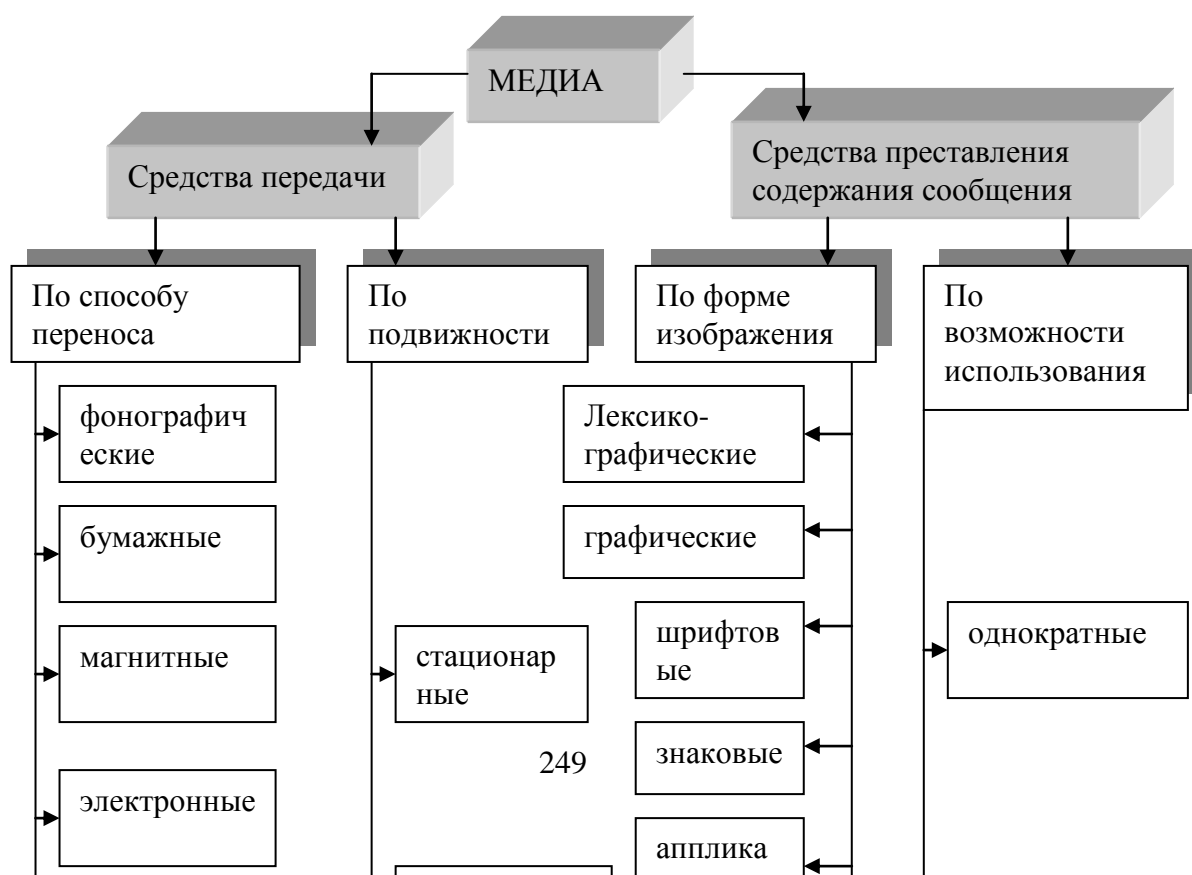 МЕДИА
Средства передачи
Средства преставления
содержания сообщения
По способу
переноса
По
подвижности
По форме
изображения
По
возможности
использования
фонографич
еские
Лексико-
графические
бумажные
графические
магнитные
стационар
ные
шрифтов
ые
однократные
249
знаковые
электронные
апплика